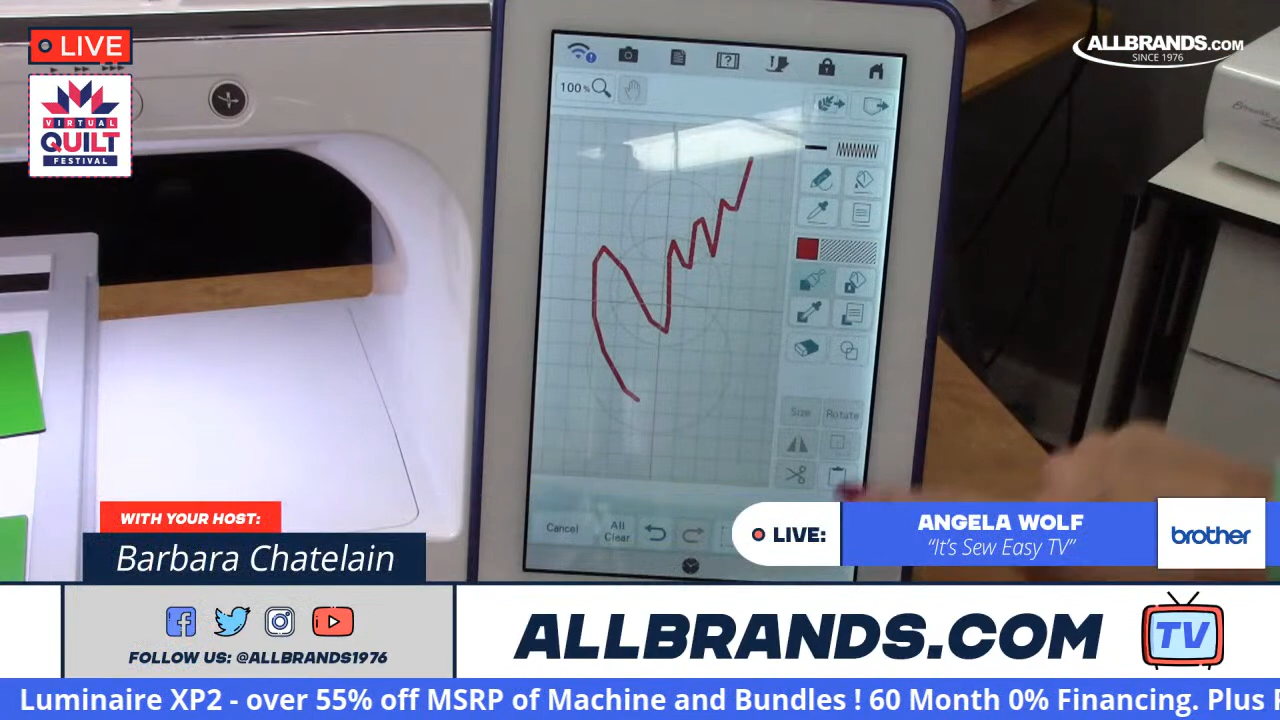 LIVE
VIRTUAL
QUILT
FESTIVAL
ALLBRANDS.COM
SINCE 1976
100%
Size
Rotate
Cancel
All
Clear
WITH YOUR HOST:
Barbara Chatelain
LIVE:
ANGELA WOLF
"It's Sew Easy TV"
brother
FOLLOW US: @ALLBRANDS1976
ALLBRANDS.COM
TV
Luminaire XP2 - over 55% off MSRP of Machine and Bundles ! 60 Month 0% Financing. Plus